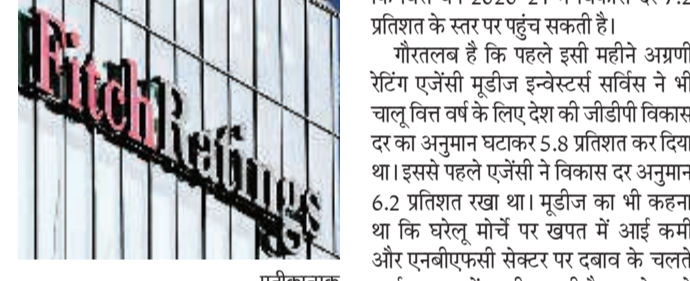 FitchRatings
प्रतिशत के स्तर पर पहुंच सकती है।
गौरतलब है कि पहले इसी महीने अग्रणी
रेटिंग एजेंसी मूडीज इन्वेस्टर्स सर्विस ने भी
चालू वित्त वर्ष के लिए देश की जीडीपी विकास
दर का अनुमान घटाकर 5.8 प्रतिशत कर दिया
था। इससे पहले एजेंसी ने विकास दर अनुमान
6.2 प्रतिशत रखा था। मूडीज का भी कहना
था कि घरेलू मोर्चे पर खपत में आई कमी
और एनबीएफसी सेक्टर पर दबाव के चलते